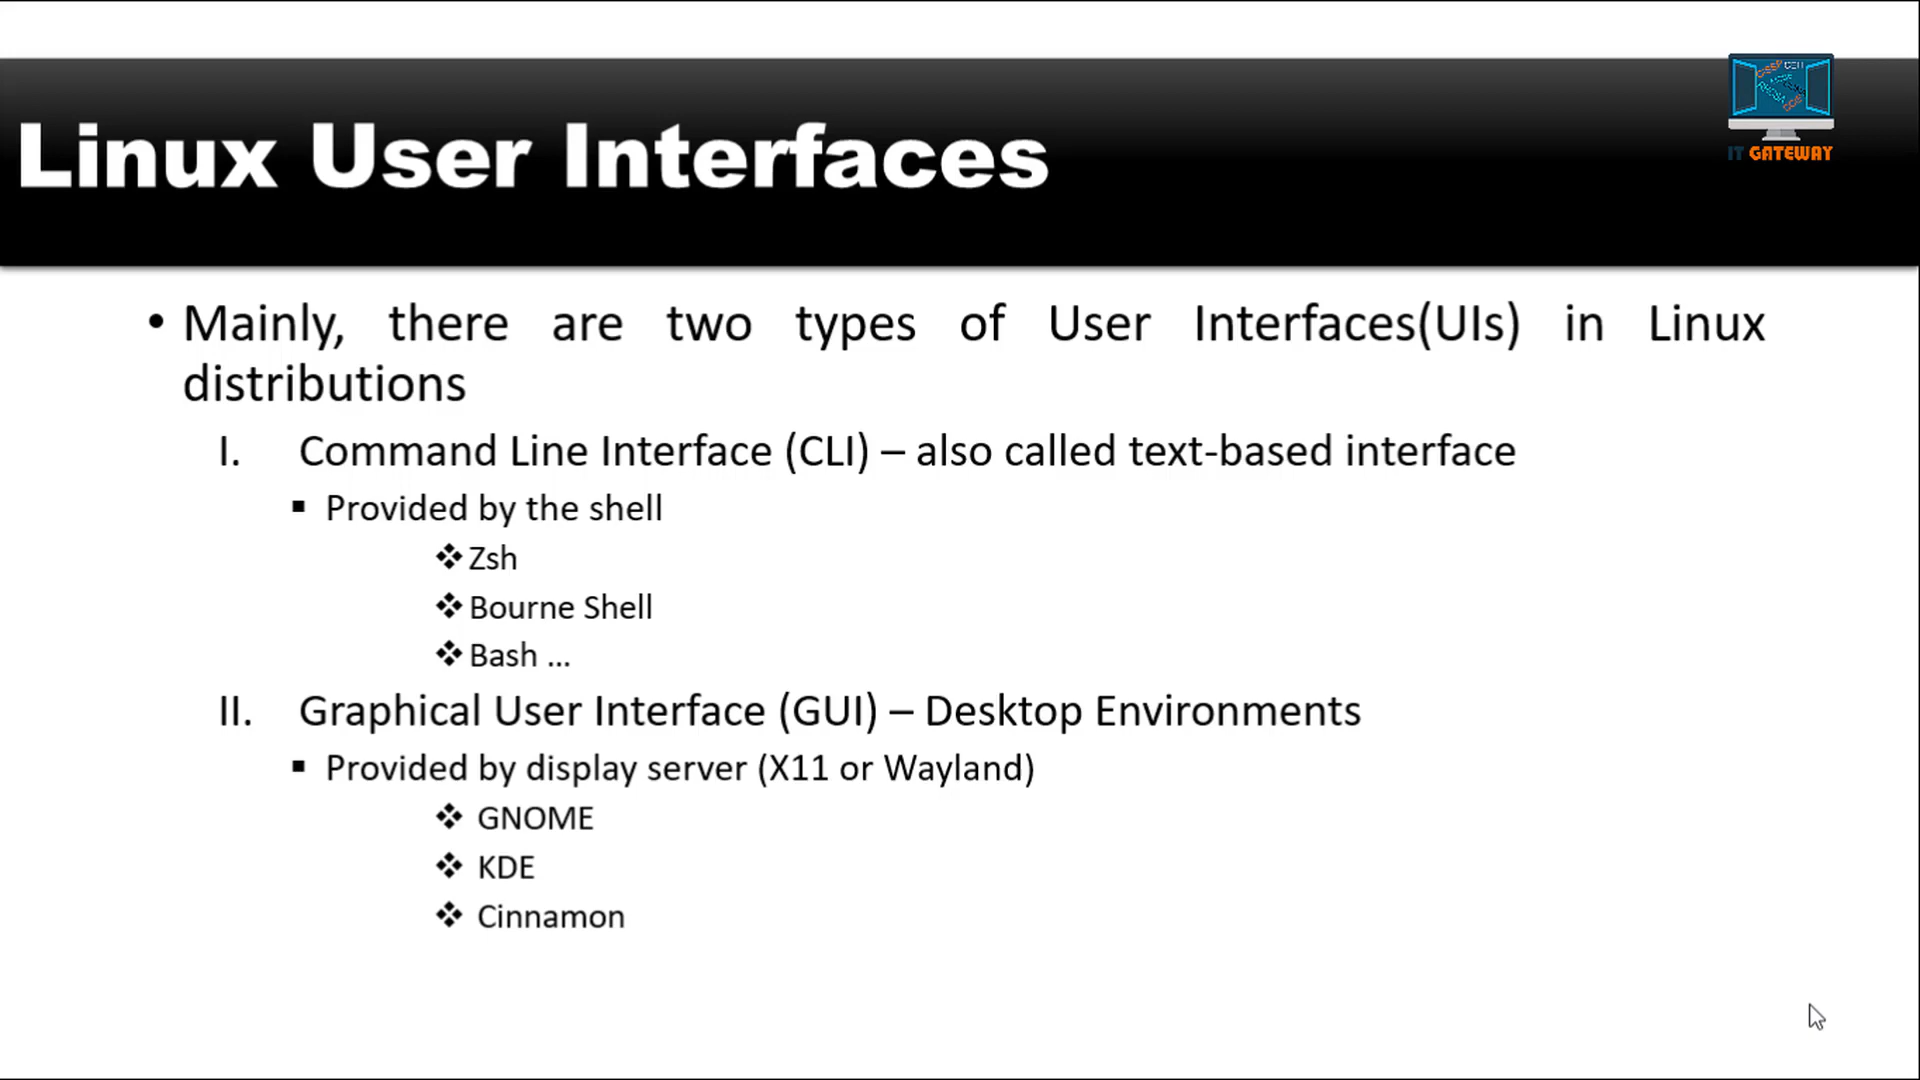 Linux User Interfaces
IT GATEWAY
• Mainly, there are two types of User Interfaces(UIs) in Linux
distributions
I. Command Line Interface (CLI) – also called text-based interface
▪ Provided by the shell
❖ Zsh
❖ Bourne Shell
❖ Bash ...
II. Graphical User Interface (GUI) – Desktop Environments
▪ Provided by display server (X11 or Wayland)
❖ GNOME
❖ KDE
❖ Cinnamon